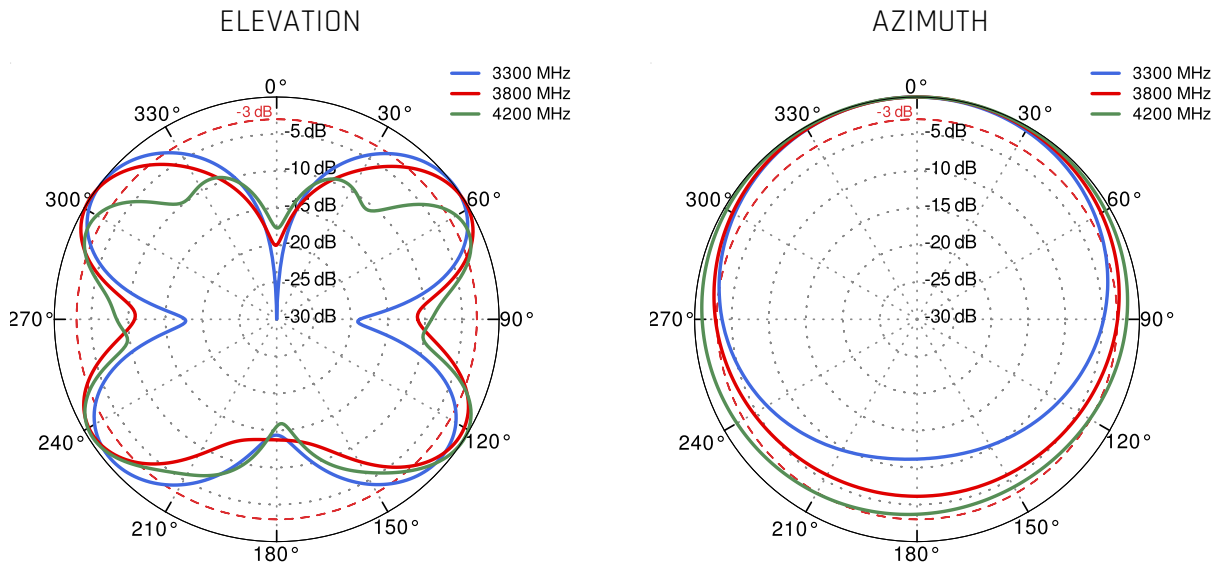 ELEVATION
3300 MHz
3800 MHz
4200 MHz
0°
30°
60°
90°
120°
150°
180°
210°
240°
270°
300°
330°
-3 dB
-5 dB
-10 dB
-15 dB
-20 dB
-25 dB
-30 dB
AZIMUTH
3300 MHz
3800 MHz
4200 MHz
0°
30°
60°
90°
120°
150°
180°
210°
240°
270°
300°
330°
-3 dB
-5 dB
-10 dB
-15 dB
-20 dB
-25 dB
-30 dB